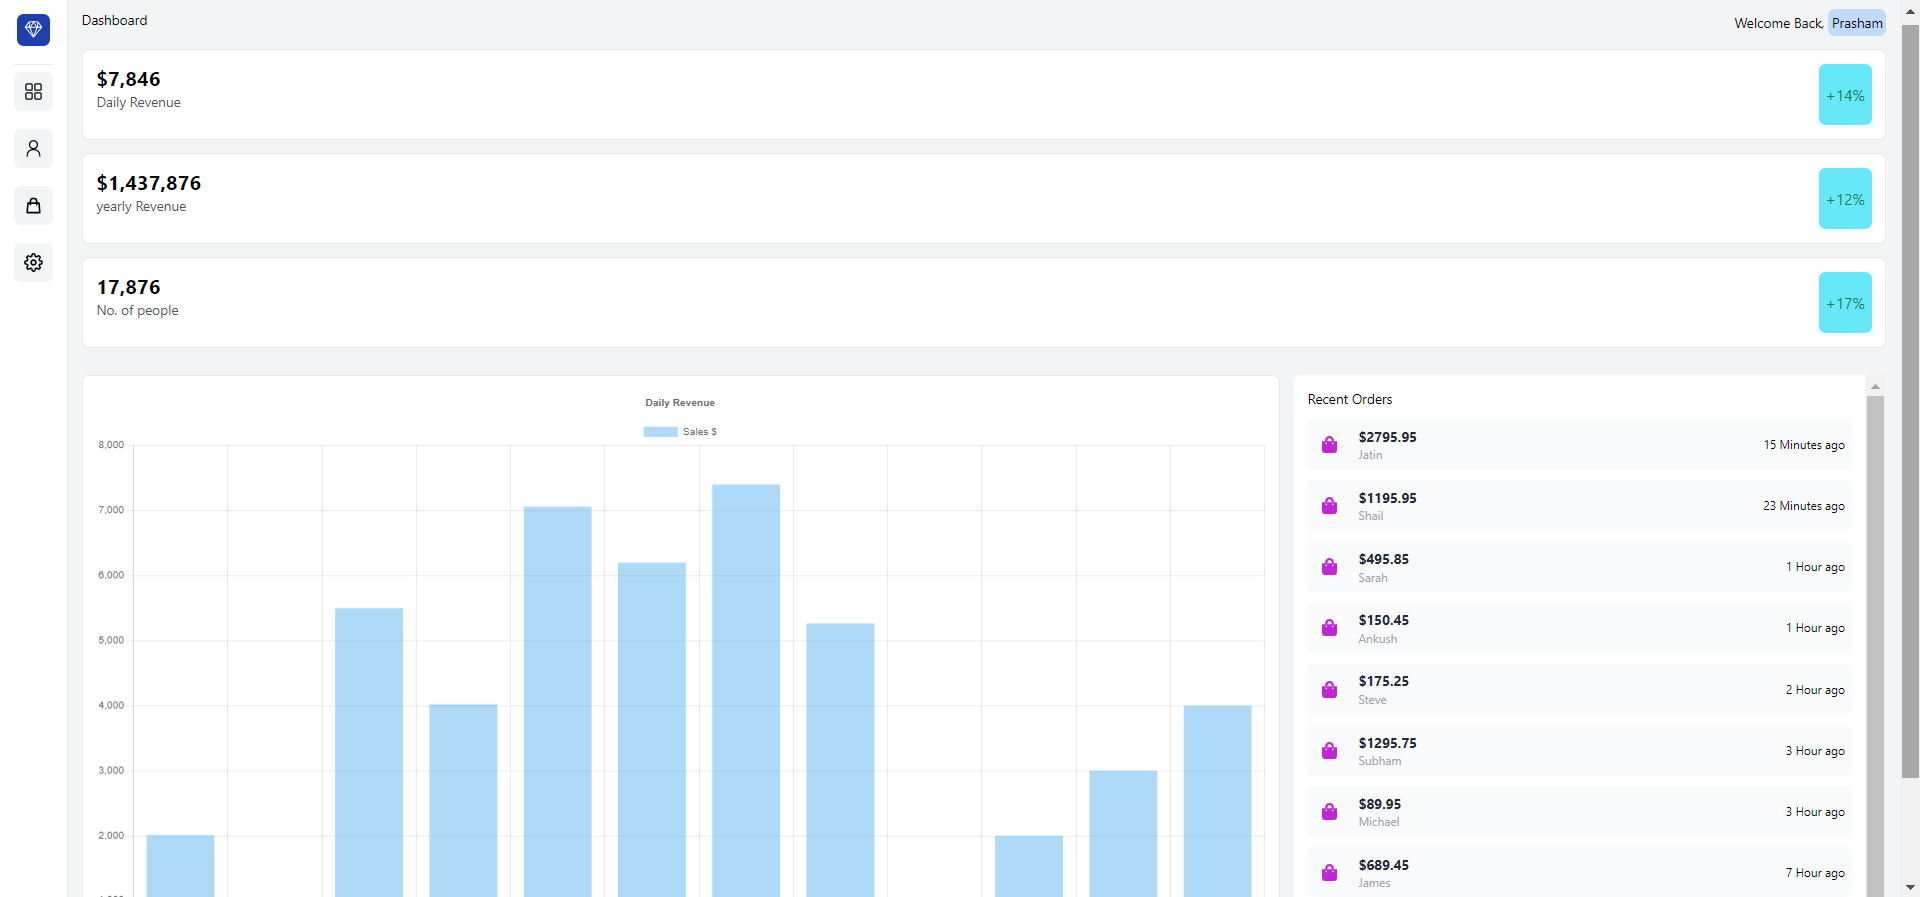 Dashboard
Welcome Back, Prasham
$7,846
Daily Revenue
+14%
$1,437,876
yearly Revenue
+12%
17,876
No. of people
+17%
Daily Revenue
Sales $
8,000
7,000
6,000
5,000
4,000
3,000
2,000
Recent Orders
$2795.95
Jatin
15 Minutes ago
$1195.95
Shail
23 Minutes ago
$495.85
Sarah
1 Hour ago
$150.45
Ankush
1 Hour ago
$175.25
Steve
2 Hour ago
$1295.75
Subham
3 Hour ago
$89.95
Michael
3 Hour ago
$689.45
James
7 Hour ago